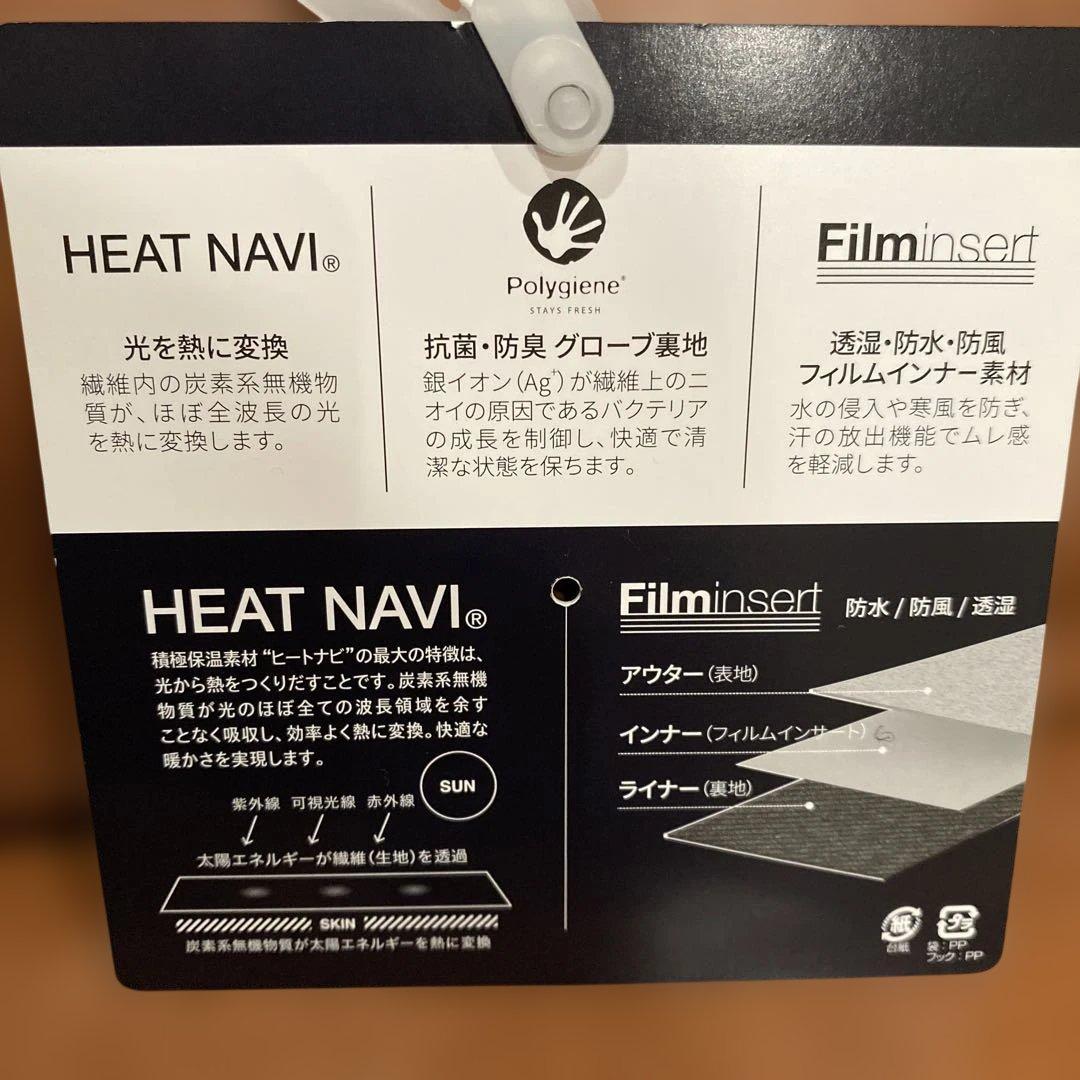 HEAT NAVI®
光を熱に変換
繊維内の炭素系無機物
質が、ほぼ全波長の光
を熱に変換します。
Polygiene®
STAYS FRESH
抗菌・防臭 グローブ裏地
銀イオン(Ag⁺)が繊維上のニ
オイの原因であるバクテリア
の成長を制御し、快適で清
潔な状態を保ちます。
Filminsert
透湿・防水・防風
フィルムインナー素材
水の侵入や寒風を防ぎ、
汗の放出機能でムレ感
を軽減します。
HEAT NAVI®
積極保温素材“ヒートナビ”の最大の特徴は、
光から熱をつくりだすことです。炭素系無機
物質が光のほぼ全ての波長領域を余す
ことなく吸収し、効率よく熱に変換。快適な
暖かさを実現します。
SUN
紫外線 可視光線 赤外線
太陽エネルギーが繊維(生地)を透過
SKIN
炭素系無機物質が太陽エネルギーを熱に変換
Filminsert 防水/防風/透湿
アウター(表地)
インナー(フィルムインサート)
ライナー(裏地)
紙
台紙
プラ
袋:PP
フック:PP